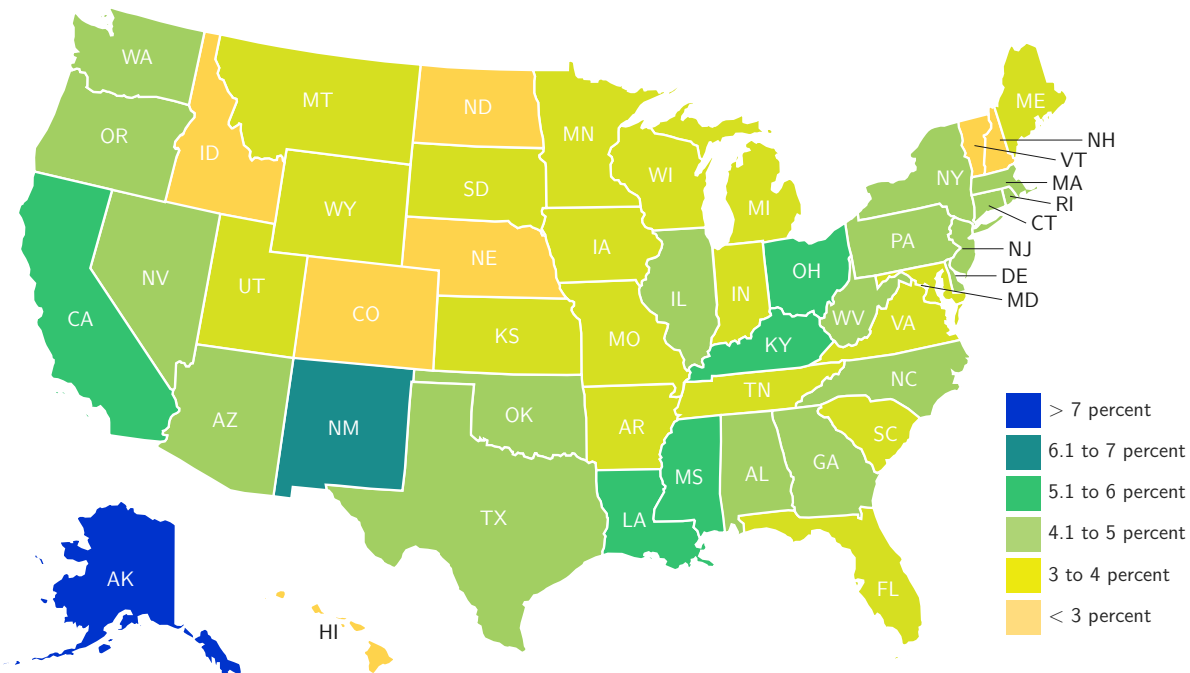 WA
MT
ND
ME
OR
MN
NH
ID
VT
WI
NY
MA
SD
RI
WY
MI
CT
PA
IA
NJ
NE
OH
NV
DE
UT
IL
IN
MD
CO
WV
VA
CA
KS
MO
KY
NC
TN
> 7 percent
AZ
OK
NM
AR
SC
6.1 to 7 percent
GA
MS
AL
5.1 to 6 percent
TX
LA
4.1 to 5 percent
AK
FL
3 to 4 percent
HI
< 3 percent